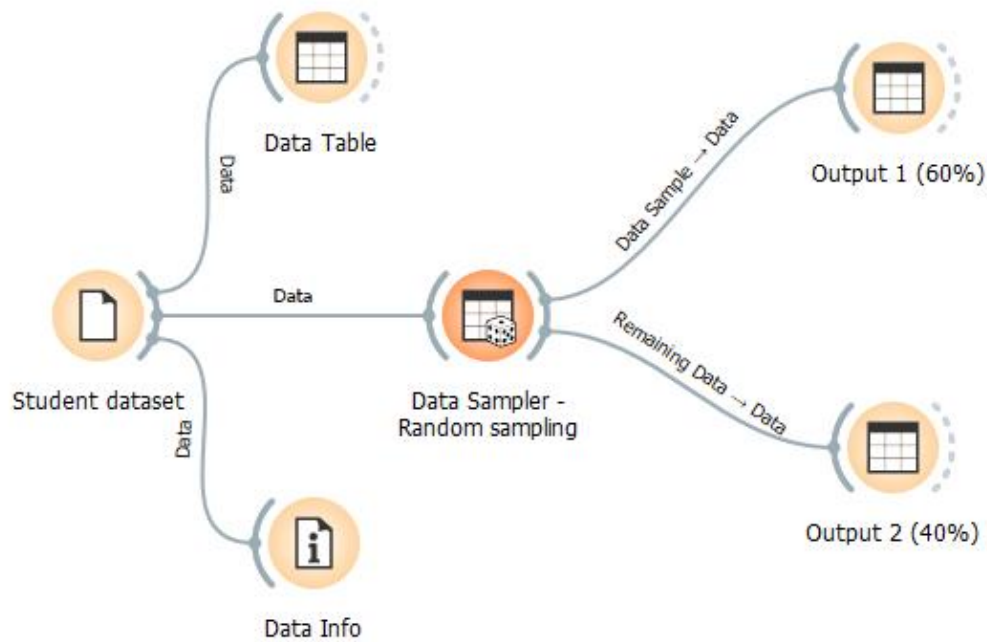 Data Table
Data
Data Sample → Data
Output 1 (60%)
Data
Student dataset
Data Sampler -
Random sampling
Remaining Data → Data
Data
Output 2 (40%)
Data Info